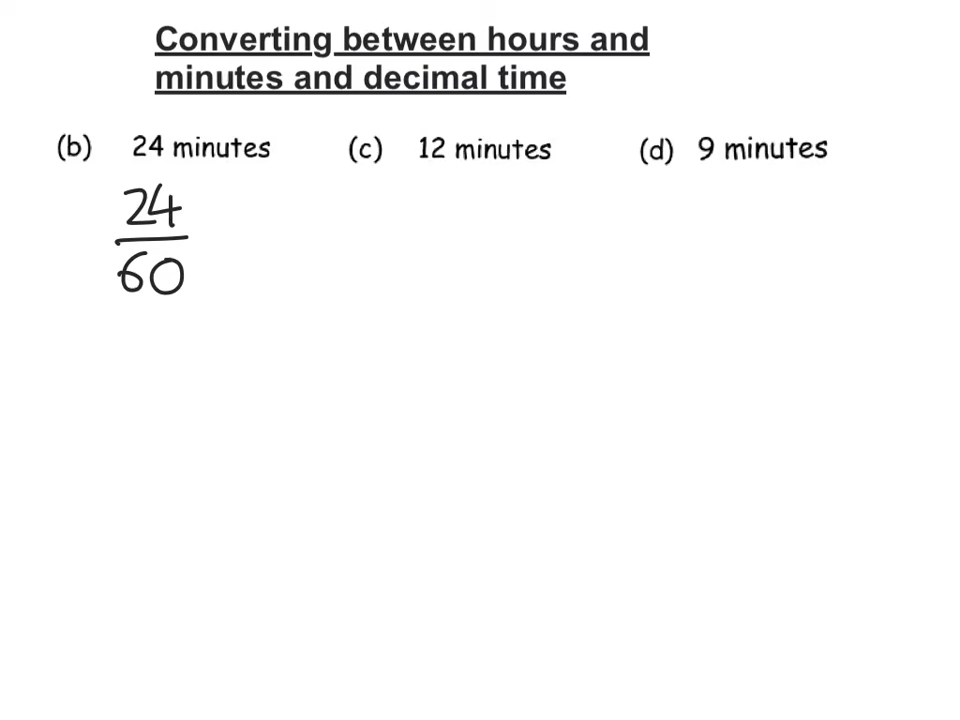 Converting between hours and
minutes and decimal time
(b) 24 minutes (c) 12 minutes (d) 9 minutes
24
60